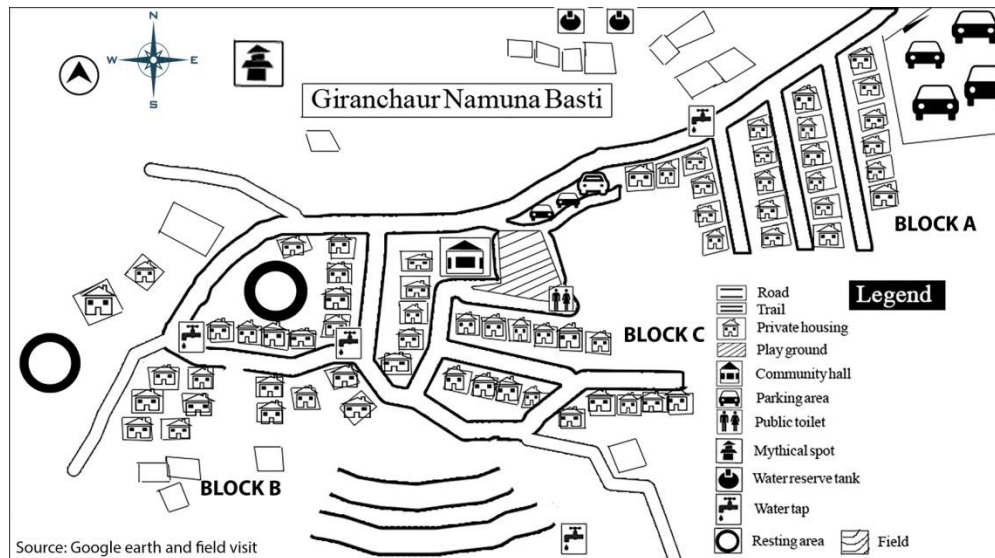 N
W E
S
Giranchaur Namuna Basti
BLOCK A
Legend
Road
Trail
Private housing
Play ground
Community hall
Parking area
Public toilet
Mythical spot
Water reserve tank
Water tap
Resting area
Field
BLOCK C
BLOCK B
Source: Google earth and field visit